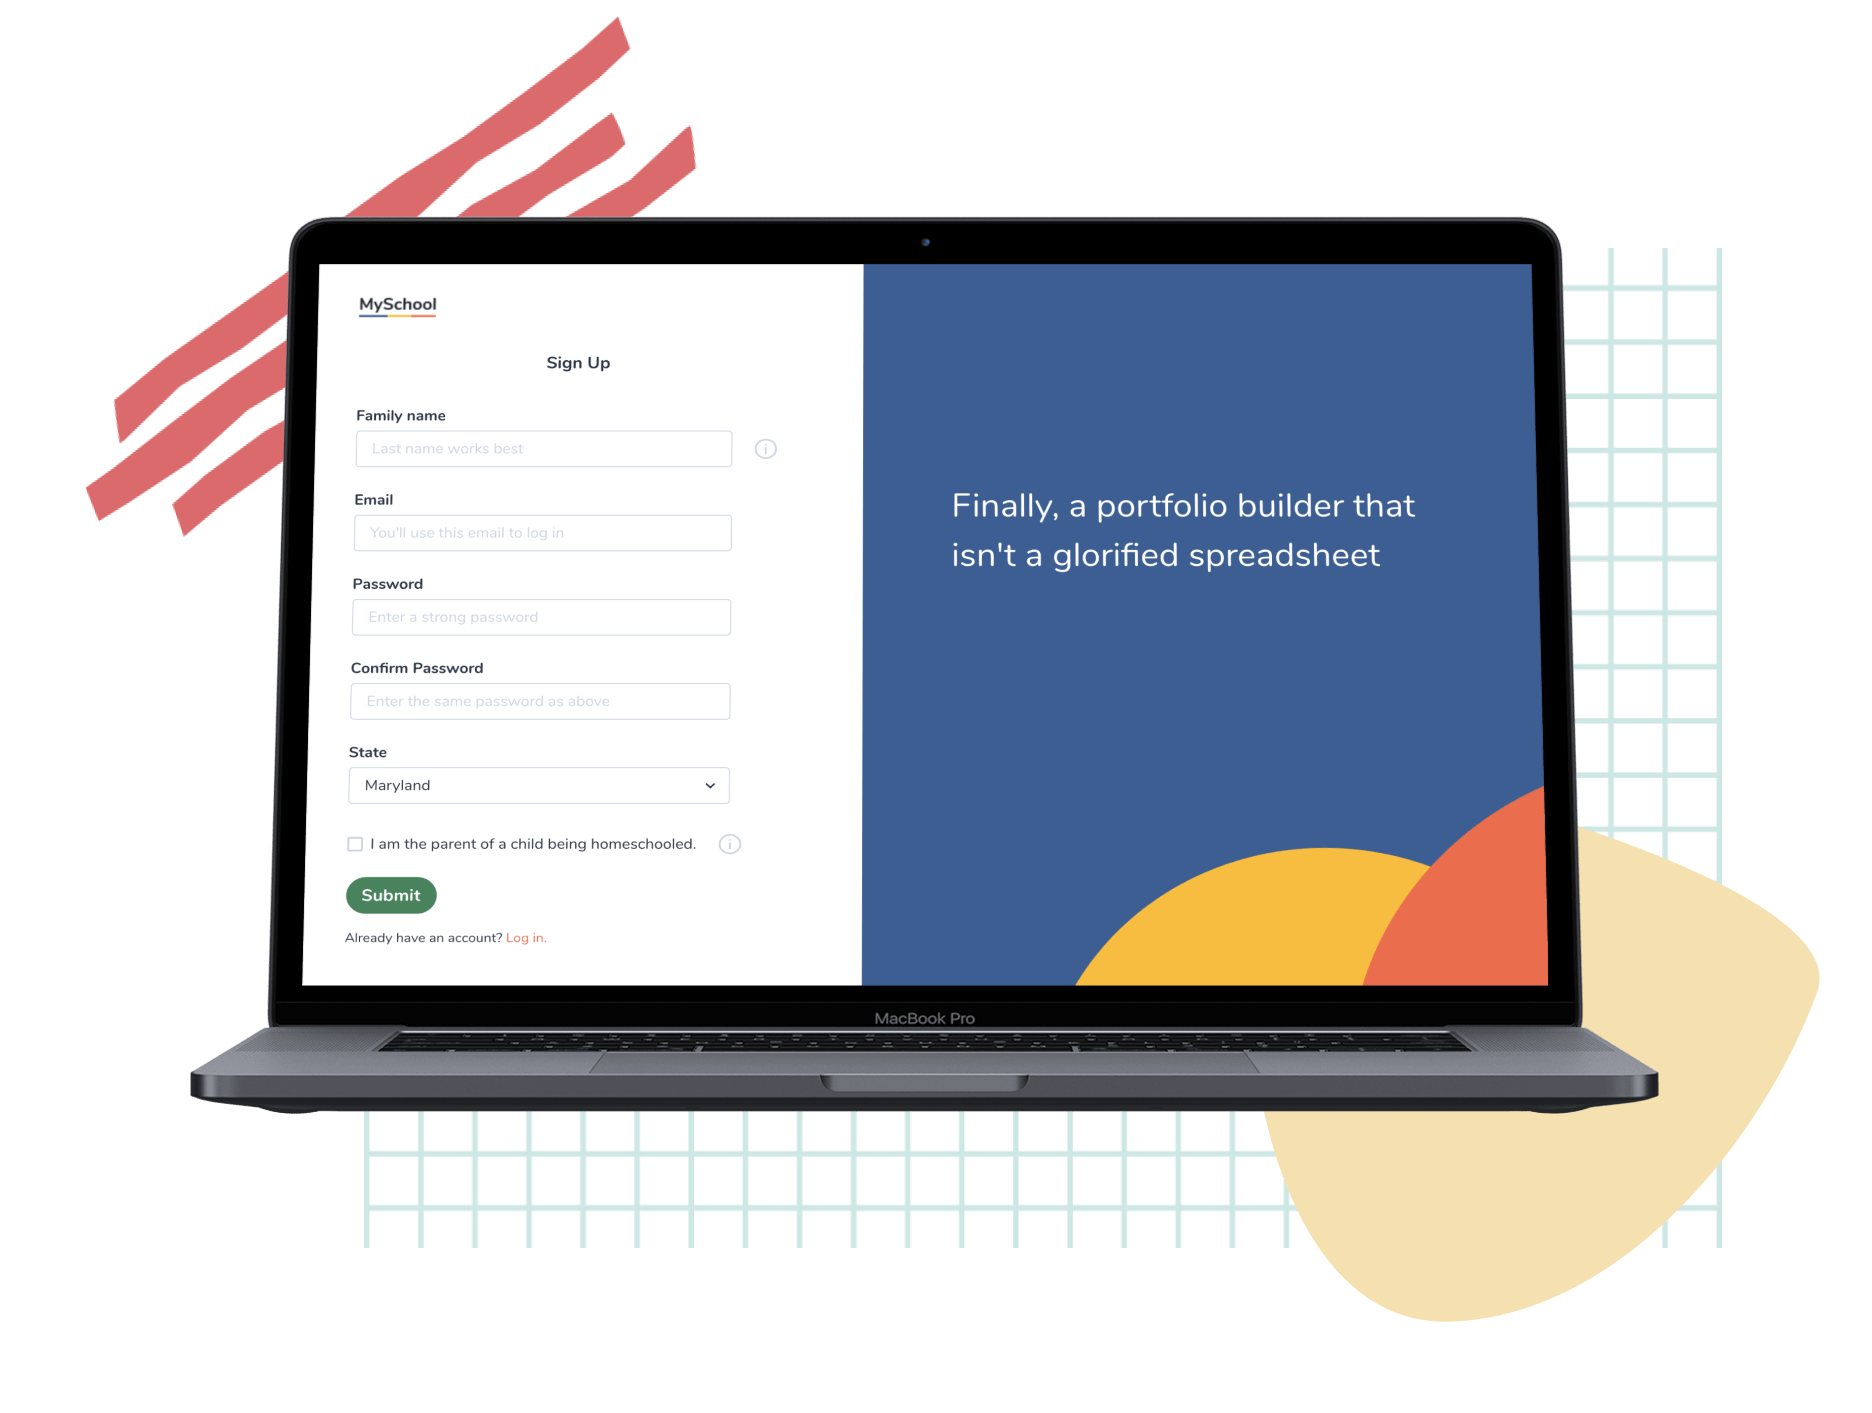 MySchool
Sign Up
Family name
Last name works best
Email
You'll use this email to log in
Password
Enter a strong password
Confirm Password
Enter the same password as above
State
Maryland
I am the parent of a child being homeschooled.
Submit
Already have an account? Log in.
Finally, a portfolio builder that
isn't a glorified spreadsheet
MacBook Pro